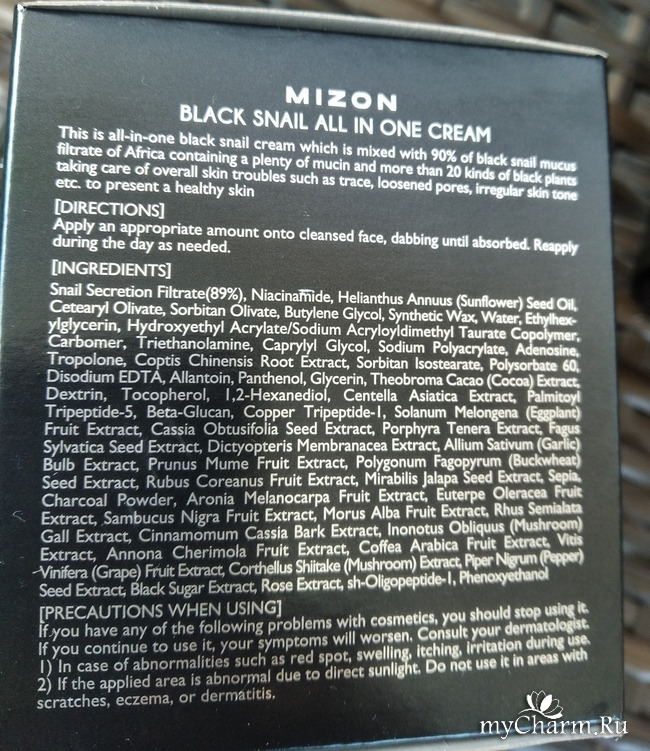 MIZON
BLACK SNAIL ALL IN ONE CREAM
This is all-in-one black snail cream which is mixed with 90% of black snail mucus
filtrate of Africa containing a plenty of mucin and more than 20 kinds of black plants
taking care of overall skin troubles such as trace, loosened pores, irregular skin tone
etc. to present a healthy skin
[DIRECTIONS]
Apply an appropriate amount onto cleansed face, dabbing until absorbed. Reapply
during the day as needed.
[INGREDIENTS]
Snail Secretion Filtrate(89%), Niacinamide, Helianthus Annuus (Sunflower) Seed Oil,
Cetearyl Olivate, Sorbitan Olivate, Butylene Glycol, Synthetic Wax, Water, Ethylhex-
ylglycerin, Hydroxyethyl Acrylate/Sodium Acryloyldimethyl Taurate Copolymer,
Carbomer, Triethanolamine, Caprylyl Glycol, Sodium Polyacrylate, Adenosine,
Tropolone, Coptis Chinensis Root Extract, Sorbitan Isostearate, Polysorbate 60,
Disodium EDTA, Allantoin, Panthenol, Glycerin, Theobroma Cacao (Cocoa) Extract,
Dextrin, Tocopherol, 1,2-Hexanediol, Centella Asiatica Extract, Palmitoyl
Tripeptide-5, Beta-Glucan, Copper Tripeptide-1, Solanum Melongena (Eggplant)
Fruit Extract, Cassia Obtusifolia Seed Extract, Porphyra Tenera Extract, Fagus
Sylvatica Seed Extract, Dictyopteris Membranacea Extract, Allium Sativum (Garlic)
Bulb Extract, Prunus Mume Fruit Extract, Polygonum Fagopyrum (Buckwheat)
Seed Extract, Rubus Coreanus Fruit Extract, Mirabilis Jalapa Seed Extract, Sepia,
Charcoal Powder, Aronia Melanocarpa Fruit Extract, Euterpe Oleracea Fruit
Extract, Sambucus Nigra Fruit Extract, Morus Alba Fruit Extract, Rhus Semialata
Gall Extract, Cinnamomum Cassia Bark Extract, Inonotus Obliquus (Mushroom)
Extract, Annona Cherimola Fruit Extract, Coffea Arabica Fruit Extract, Vitis
Vinifera (Grape) Fruit Extract, Corthellus Shiitake (Mushroom) Extract, Piper Nigrum (Pepper)
Seed Extract, Black Sugar Extract, Rose Extract, sh-Oligopeptide-1, Phenoxyethanol
[PRECAUTIONS WHEN USING]
If you have any of the following problems with cosmetics, you should stop using it.
If you continue to use it, your symptoms will worsen. Consult your dermatologist.
1) In case of abnormalities such as red spot, swelling, itching, irritation during use.
2) If the applied area is abnormal due to direct sunlight. Do not use it in areas with
scratches, eczema, or dermatitis.
myCharm.Ru